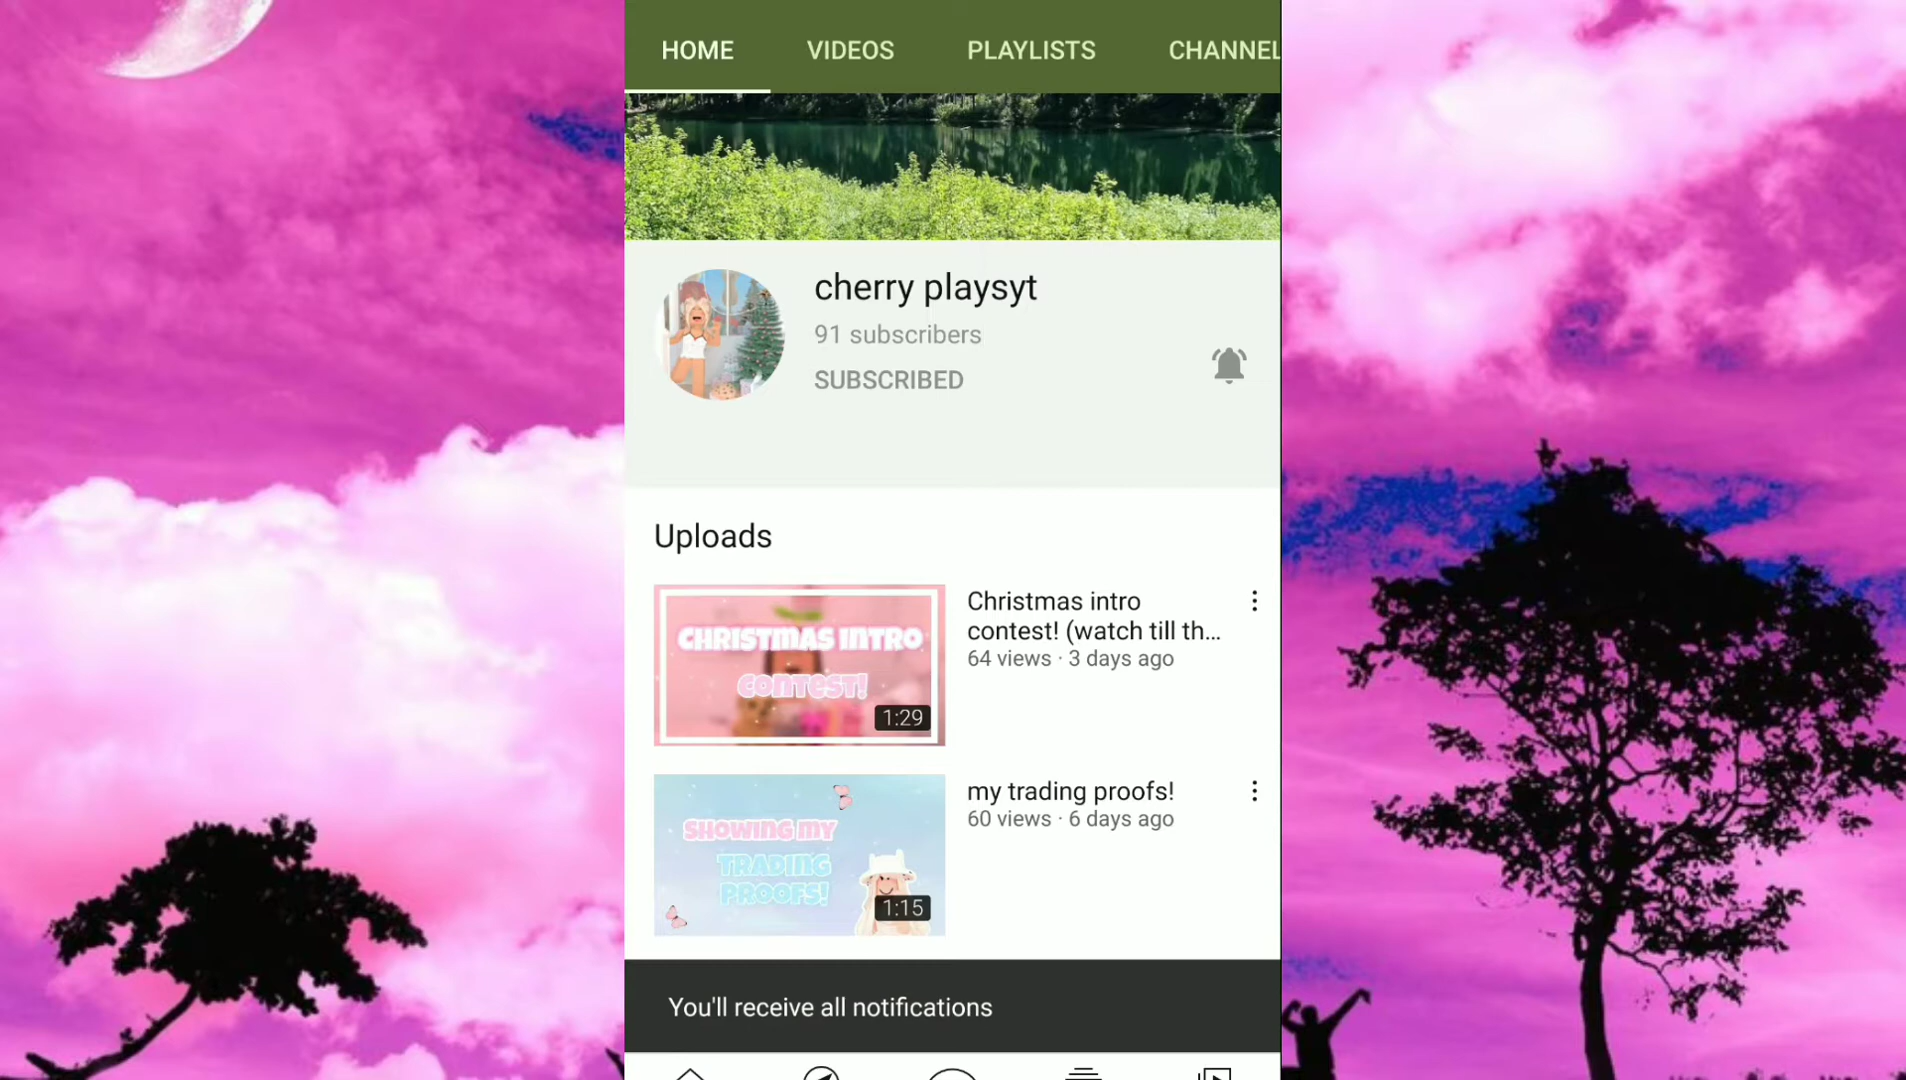 HOME VIDEOS PLAYLISTS CHANNEL
cherry playsyt
91 subscribers
SUBSCRIBED
Uploads
CHRISTMAS INTRO
CONTEST!
1:29
Christmas intro
contest! (watch till th...
64 views · 3 days ago
SHOWING MY
TRADING
PROOFS!
1:15
my trading proofs!
60 views · 6 days ago
You'll receive all notifications